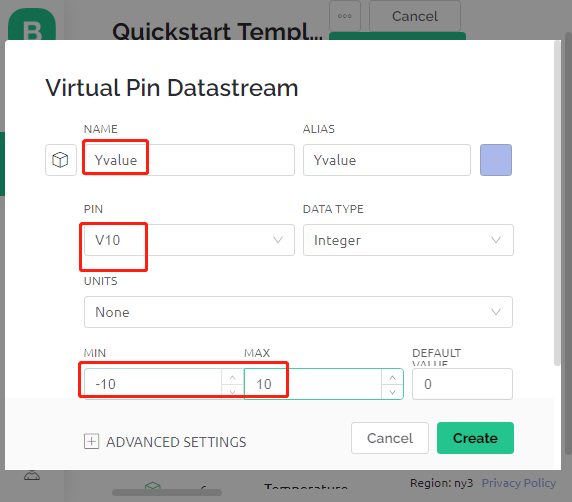 B
Quickstart Templ...
Cancel
Virtual Pin Datastream
NAME
ALIAS
Yvalue
Yvalue
PIN
DATA TYPE
V10
Integer
UNITS
None
MIN
MAX
DEFAULT VALUE
-10
10
0
ADVANCED SETTINGS
Cancel
Create
Temperature
Region: ny3
Privacy Policy